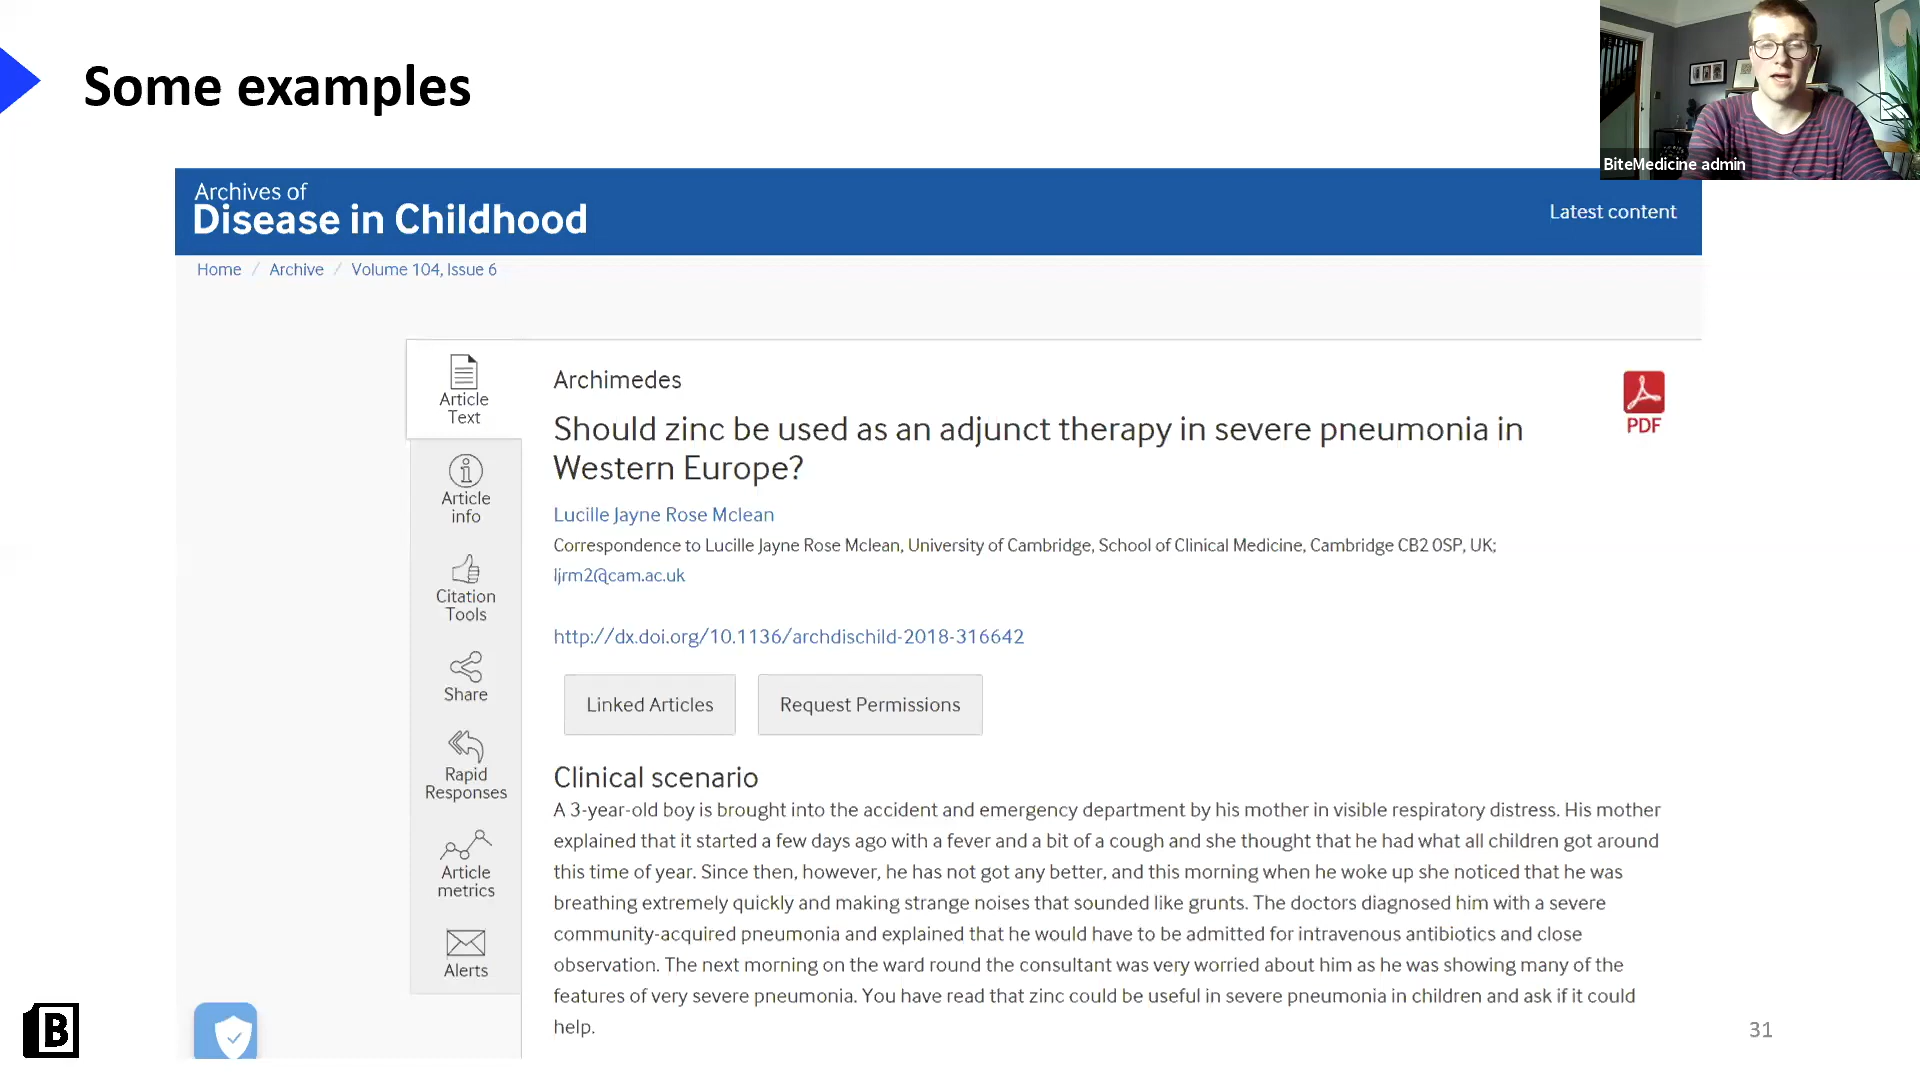 Some examples
BiteMedicine admin
Archives of
Disease in Childhood
Latest content
Home / Archive / Volume 104, Issue 6
Article
Text
Article
info
Citation
Tools
Share
Rapid
Responses
Article
metrics
Alerts
Archimedes
Should zinc be used as an adjunct therapy in severe pneumonia in
Western Europe?
PDF
Lucille Jayne Rose Mclean
Correspondence to Lucille Jayne Rose Mclean, University of Cambridge, School of Clinical Medicine, Cambridge CB2 0SP, UK;
ljrm2@cam.ac.uk
http://dx.doi.org/10.1136/archdischild-2018-316642
Linked Articles
Request Permissions
Clinical scenario
A 3-year-old boy is brought into the accident and emergency department by his mother in visible respiratory distress. His mother
explained that it started a few days ago with a fever and a bit of a cough and she thought that he had what all children got around
this time of year. Since then, however, he has not got any better, and this morning when he woke up she noticed that he was
breathing extremely quickly and making strange noises that sounded like grunts. The doctors diagnosed him with a severe
community-acquired pneumonia and explained that he would have to be admitted for intravenous antibiotics and close
observation. The next morning on the ward round the consultant was very worried about him as he was showing many of the
features of very severe pneumonia. You have read that zinc could be useful in severe pneumonia in children and ask if it could
help.
B
31